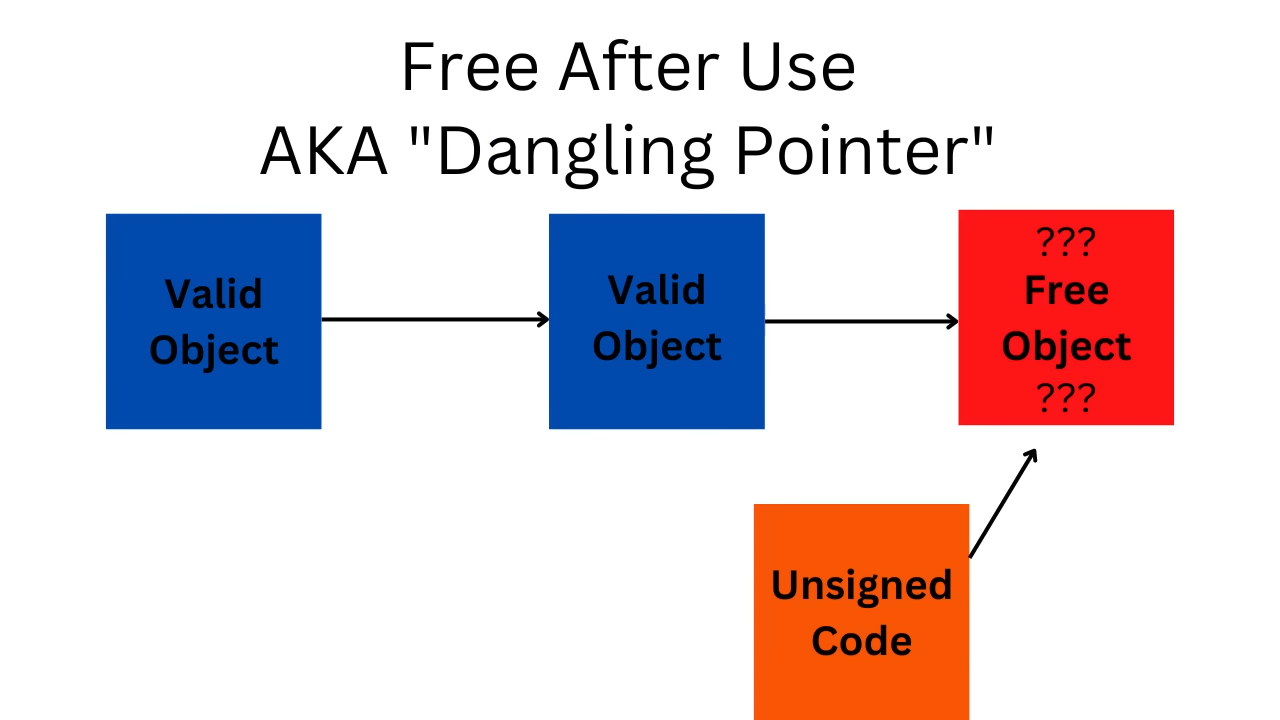 Free After Use
AKA "Dangling Pointer"
Valid
Object
Valid
Object
???
Free
Object
???
Unsigned
Code